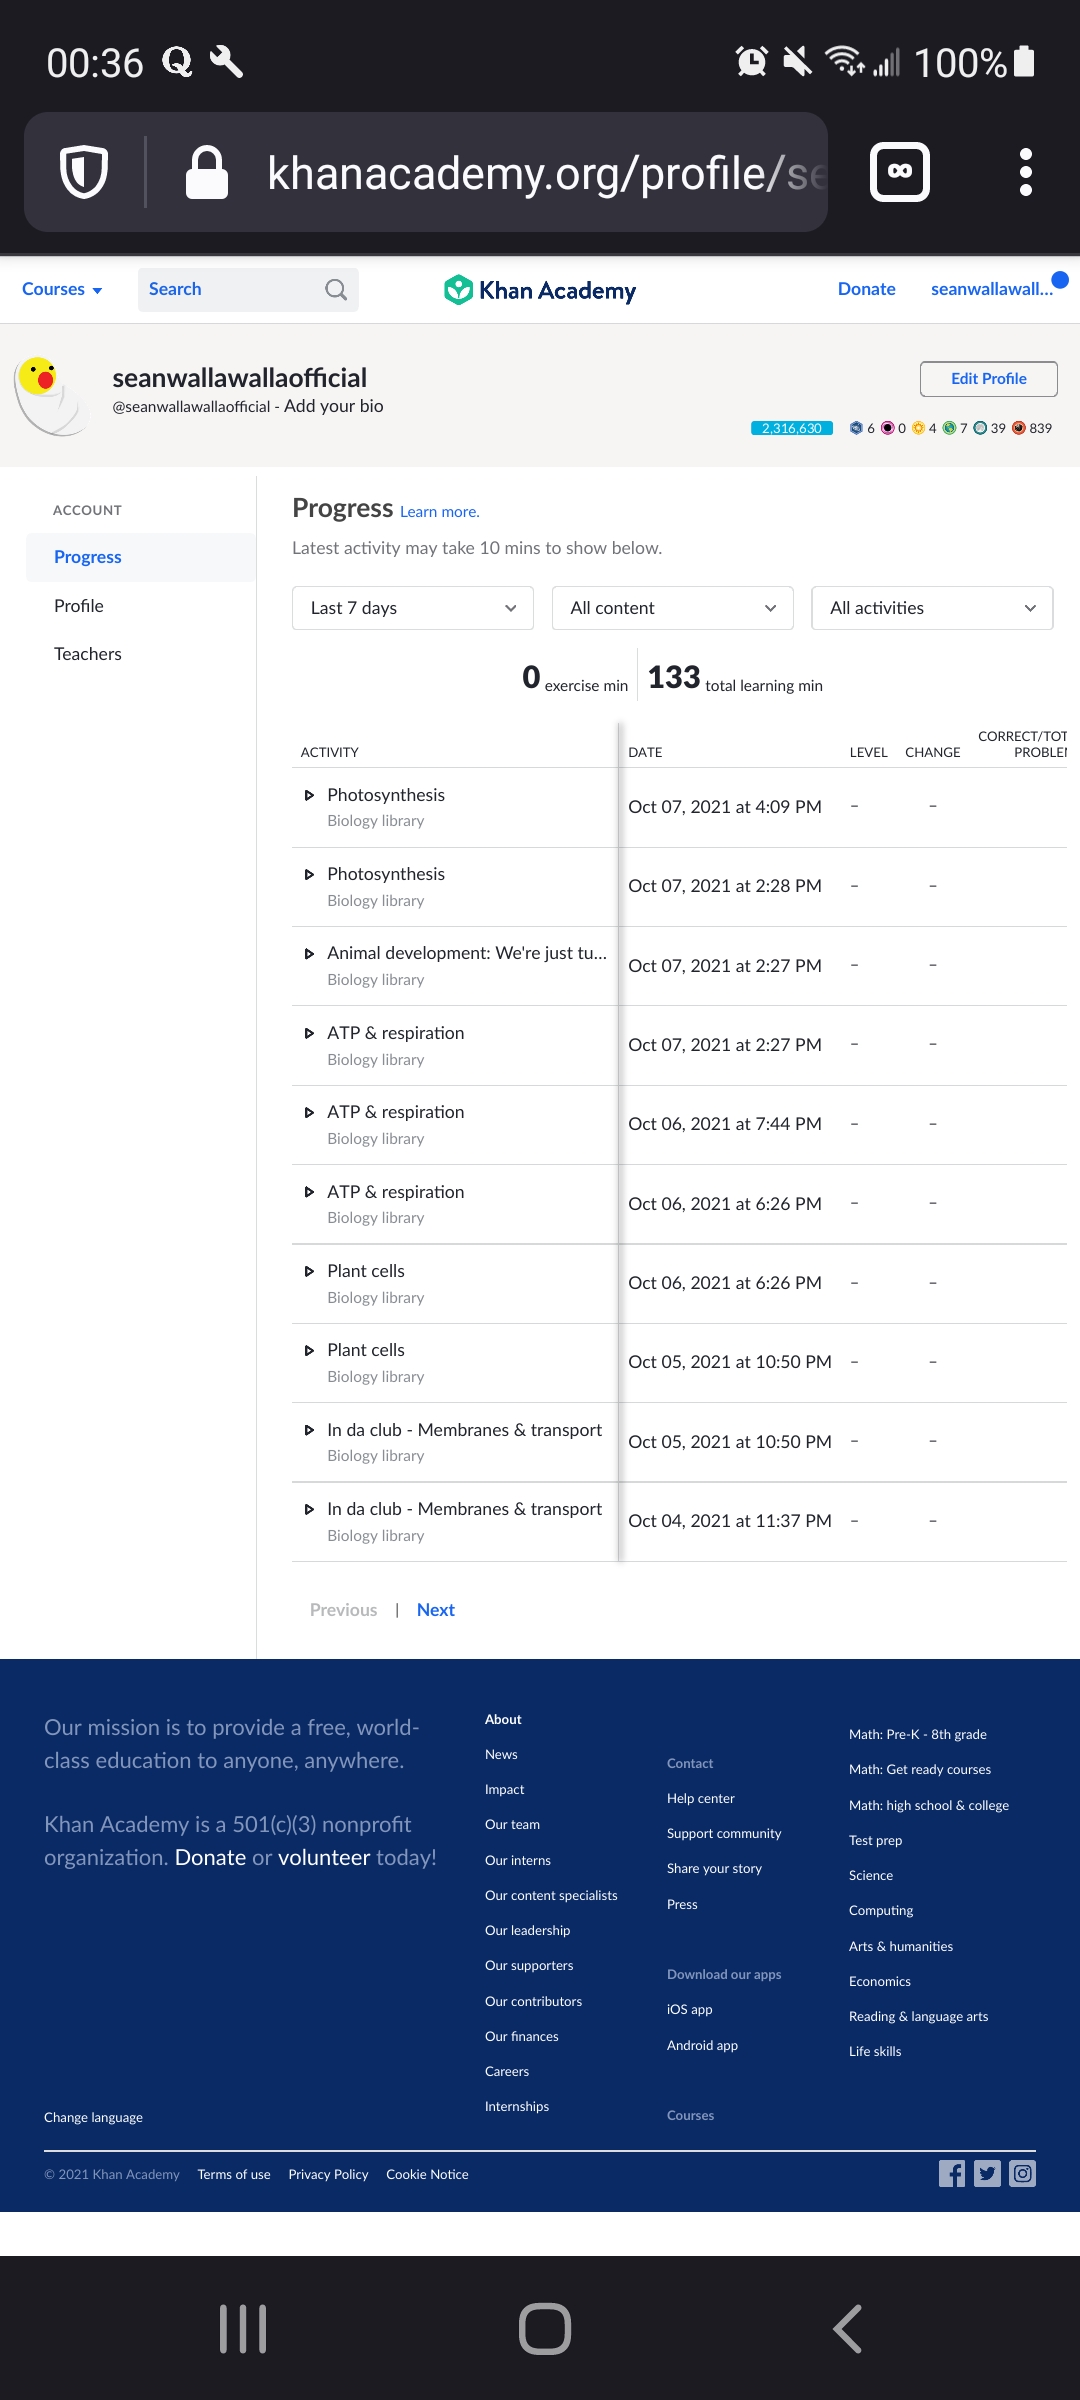 00:36
100%
khanacademy.org/profile/se
Courses
Search
Khan Academy
Donate
seanwallawall...
seanwallawallaofficial
@seanwallawallaofficial - Add your bio
Edit Profile
2,316,630 6 0 4 7 39 839
ACCOUNT
Progress
Profile
Teachers
Progress Learn more.
Latest activity may take 10 mins to show below.
Last 7 days
All content
All activities
0 exercise min
133 total learning min
ACTIVITY DATE LEVEL CHANGE CORRECT/TOT
PROBLEM
Photosynthesis
Biology library
Oct 07, 2021 at 4:09 PM – –
Photosynthesis
Biology library
Oct 07, 2021 at 2:28 PM – –
Animal development: We're just tu...
Biology library
Oct 07, 2021 at 2:27 PM – –
ATP & respiration
Biology library
Oct 07, 2021 at 2:27 PM – –
ATP & respiration
Biology library
Oct 06, 2021 at 7:44 PM – –
ATP & respiration
Biology library
Oct 06, 2021 at 6:26 PM – –
Plant cells
Biology library
Oct 06, 2021 at 6:26 PM – –
Plant cells
Biology library
Oct 05, 2021 at 10:50 PM – –
In da club - Membranes & transport
Biology library
Oct 05, 2021 at 10:50 PM – –
In da club - Membranes & transport
Biology library
Oct 04, 2021 at 11:37 PM – –
Previous | Next
Our mission is to provide a free, world-
class education to anyone, anywhere.
Khan Academy is a 501(c)(3) nonprofit
organization. Donate or volunteer today!
About
News
Impact
Our team
Our interns
Our content specialists
Our leadership
Our supporters
Our contributors
Our finances
Careers
Internships
Contact
Help center
Support community
Share your story
Press
Download our apps
iOS app
Android app
Courses
Math: Pre-K - 8th grade
Math: Get ready courses
Math: high school & college
Test prep
Science
Computing
Arts & humanities
Economics
Reading & language arts
Life skills
Change language
© 2021 Khan Academy Terms of use Privacy Policy Cookie Notice